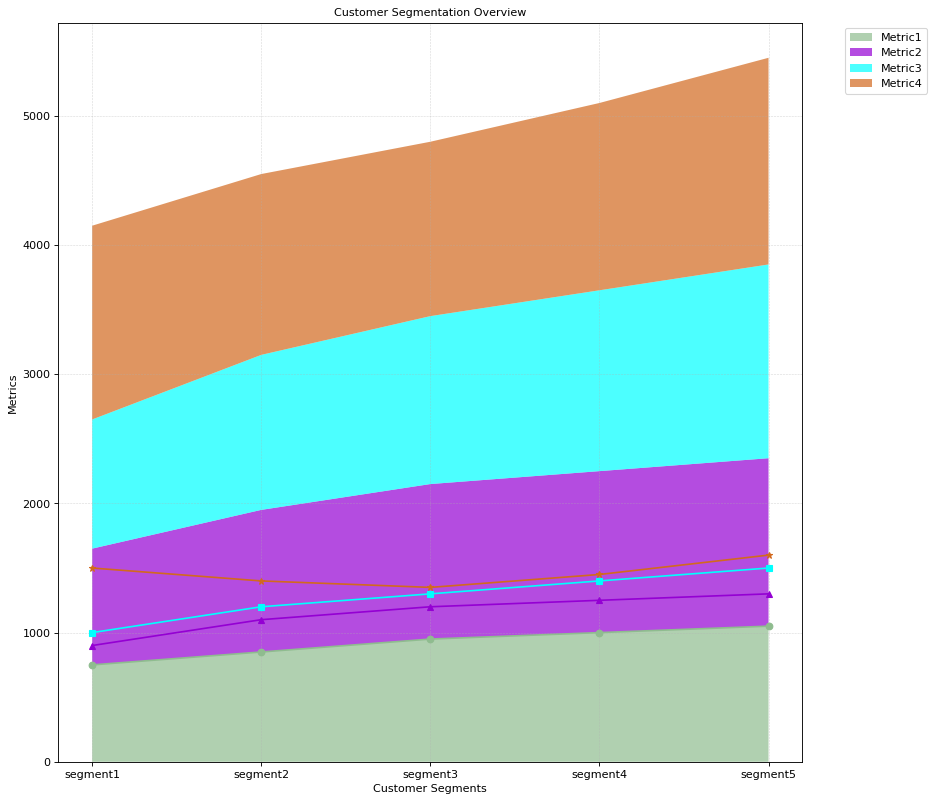 Customer Segmentation Overview
Metric1
Metric2
Metric3
Metric4
Metrics
5000
4000
3000
2000
1000
0
segment1 segment2 segment3 segment4 segment5
Customer Segments